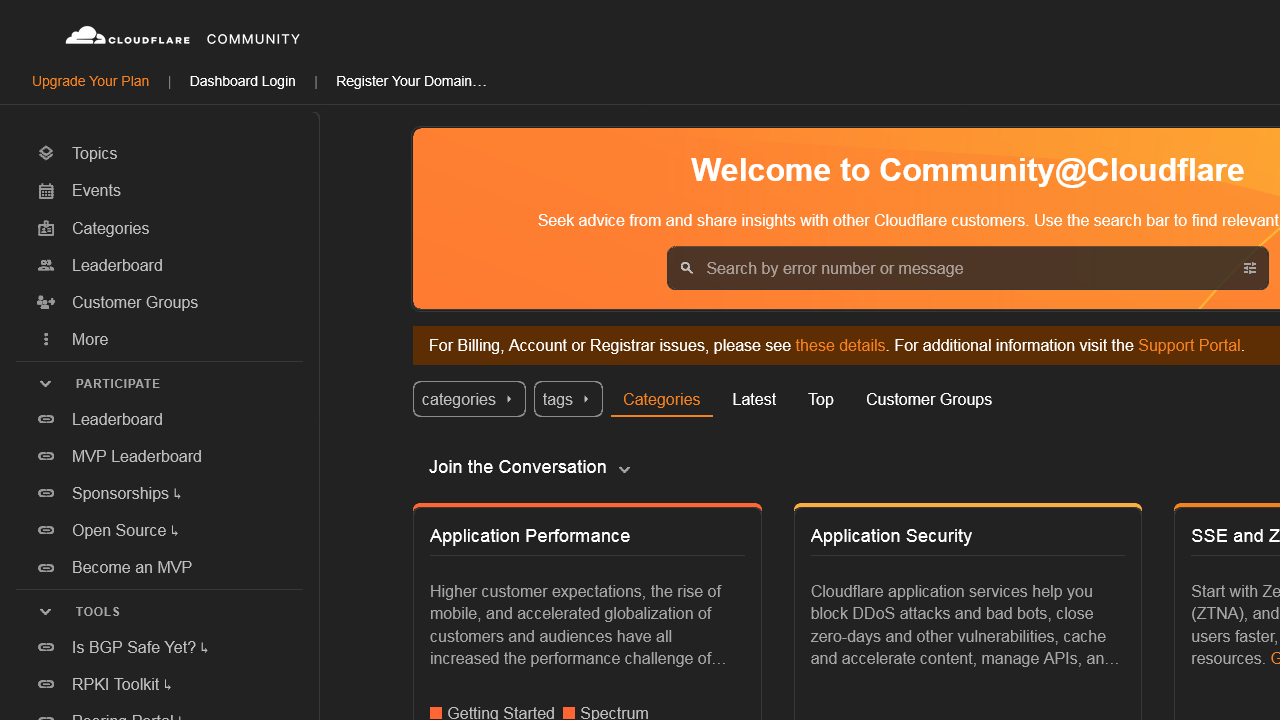 CLOUDFLARE COMMUNITY
Upgrade Your Plan | Dashboard Login | Register Your Domain…
Topics
Events
Categories
Leaderboard
Customer Groups
More
PARTICIPATE
Leaderboard
MVP Leaderboard
Sponsorships ↳
Open Source ↳
Become an MVP
TOOLS
Is BGP Safe Yet? ↳
RPKI Toolkit ↳
Peering Portal ↳
Welcome to Community@Cloudflare
Seek advice from and share insights with other Cloudflare customers. Use the search bar to find relevant
Search by error number or message
For Billing, Account or Registrar issues, please see these details. For additional information visit the Support Portal.
categories tags Categories Latest Top Customer Groups
Join the Conversation
Application Performance
Higher customer expectations, the rise of
mobile, and accelerated globalization of
customers and audiences have all
increased the performance challenge of…
Getting Started Spectrum
Application Security
Cloudflare application services help you
block DDoS attacks and bad bots, close
zero-days and other vulnerabilities, cache
and accelerate content, manage APIs, an…
SSE and Z
Start with Ze
(ZTNA), and
users faster,
resources. G